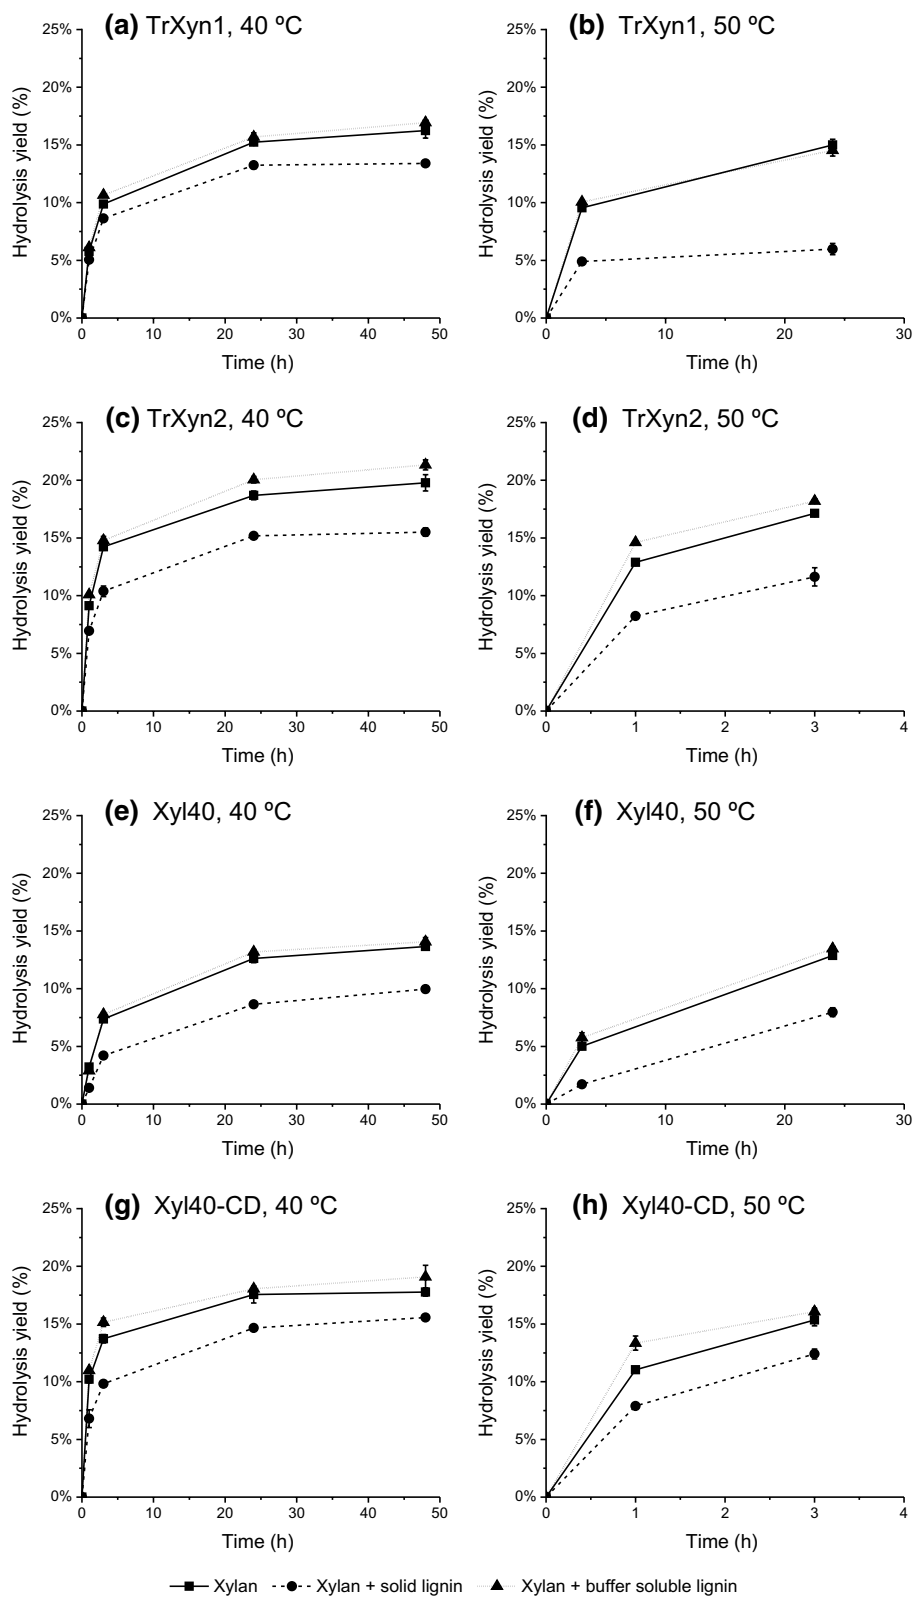 (a) TrXyn1, 40 ºC
25%
20%
15%
10%
5%
0%
Hydrolysis yield (%)
0 10 20 30 40 50
Time (h)
(b) TrXyn1, 50 ºC
25%
20%
15%
10%
5%
0%
Hydrolysis yield (%)
0 10 20 30
Time (h)
(c) TrXyn2, 40 ºC
25%
20%
15%
10%
5%
0%
Hydrolysis yield (%)
0 10 20 30 40 50
Time (h)
(d) TrXyn2, 50 ºC
25%
20%
15%
10%
5%
0%
Hydrolysis yield (%)
0 1 2 3 4
Time (h)
(e) Xyl40, 40 ºC
25%
20%
15%
10%
5%
0%
Hydrolysis yield (%)
0 10 20 30 40 50
Time (h)
(f) Xyl40, 50 ºC
25%
20%
15%
10%
5%
0%
Hydrolysis yield (%)
0 10 20 30
Time (h)
(g) Xyl40-CD, 40 ºC
25%
20%
15%
10%
5%
0%
Hydrolysis yield (%)
0 10 20 30 40 50
Time (h)
(h) Xyl40-CD, 50 ºC
25%
20%
15%
10%
5%
0%
Hydrolysis yield (%)
0 1 2 3 4
Time (h)
Xylan Xylan + solid lignin Xylan + buffer soluble lignin